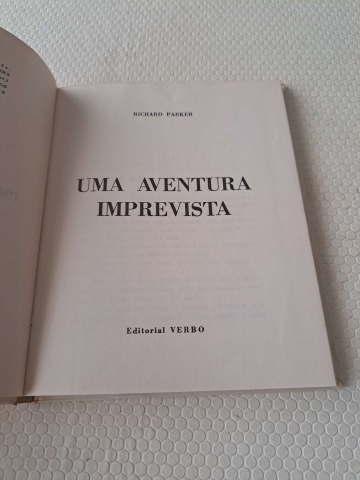 RICHARD PARKER
UMA AVENTURA
IMPREVISTA
Editorial VERBO